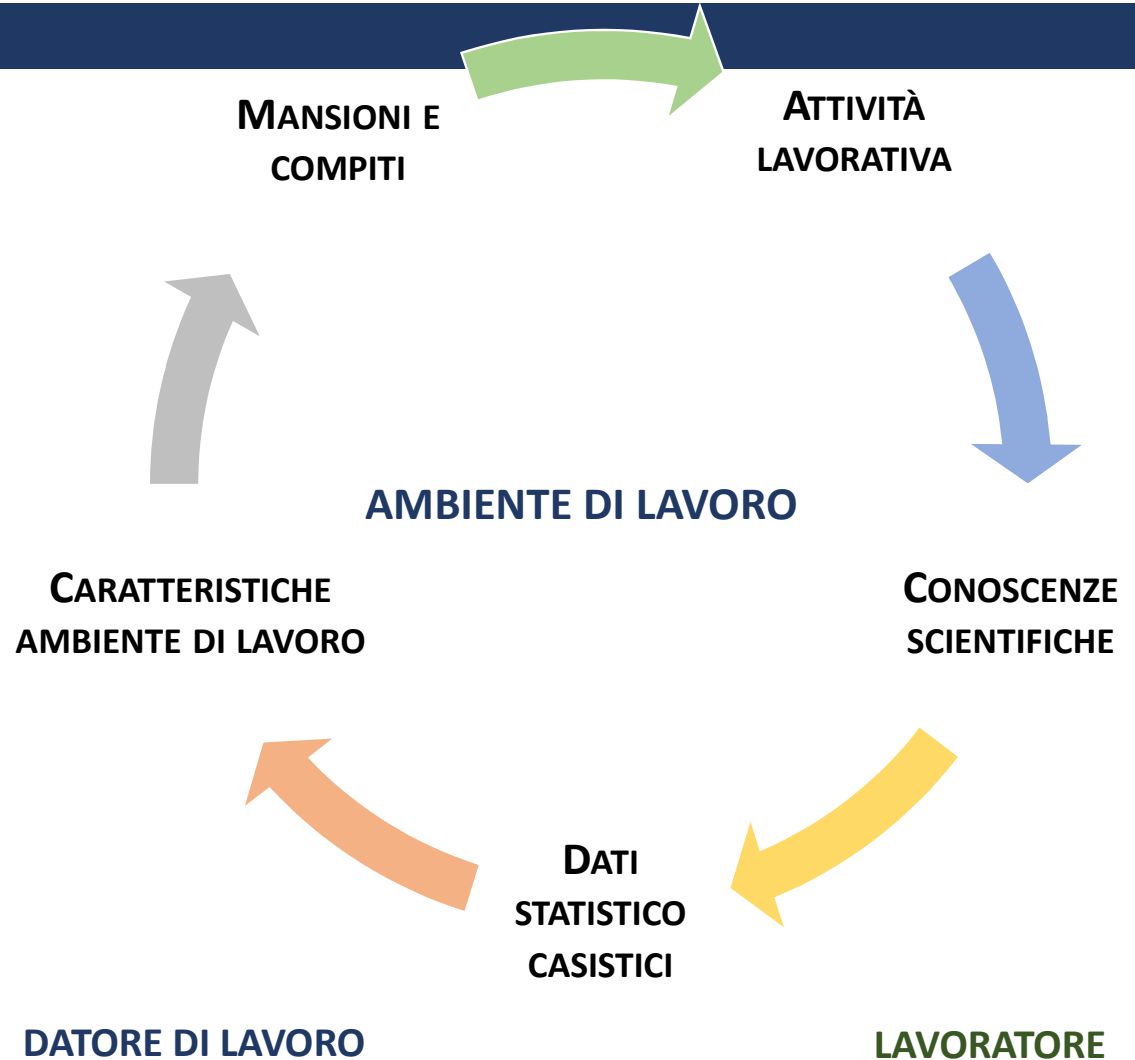 MANSIONI E
COMPITI
ATTIVITÀ
LAVORATIVA
AMBIENTE DI LAVORO
CARATTERISTICHE
AMBIENTE DI LAVORO
CONOSCENZE
SCIENTIFICHE
DATI
STATISTICO
CASISTICI
DATORE DI LAVORO
LAVORATORE